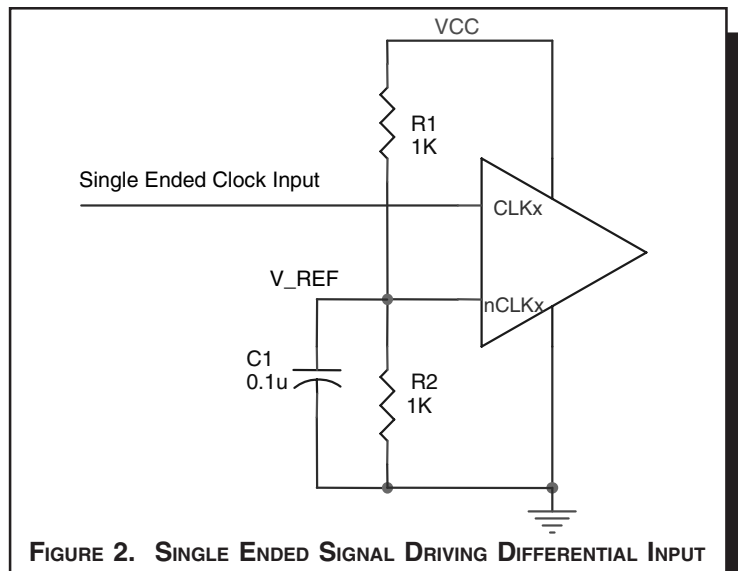 VCC
R1
1K
Single Ended Clock Input
CLKx
V_REF
nCLKx
C1
0.1u
R2
1K
FIGURE 2. SINGLE ENDED SIGNAL DRIVING DIFFERENTIAL INPUT